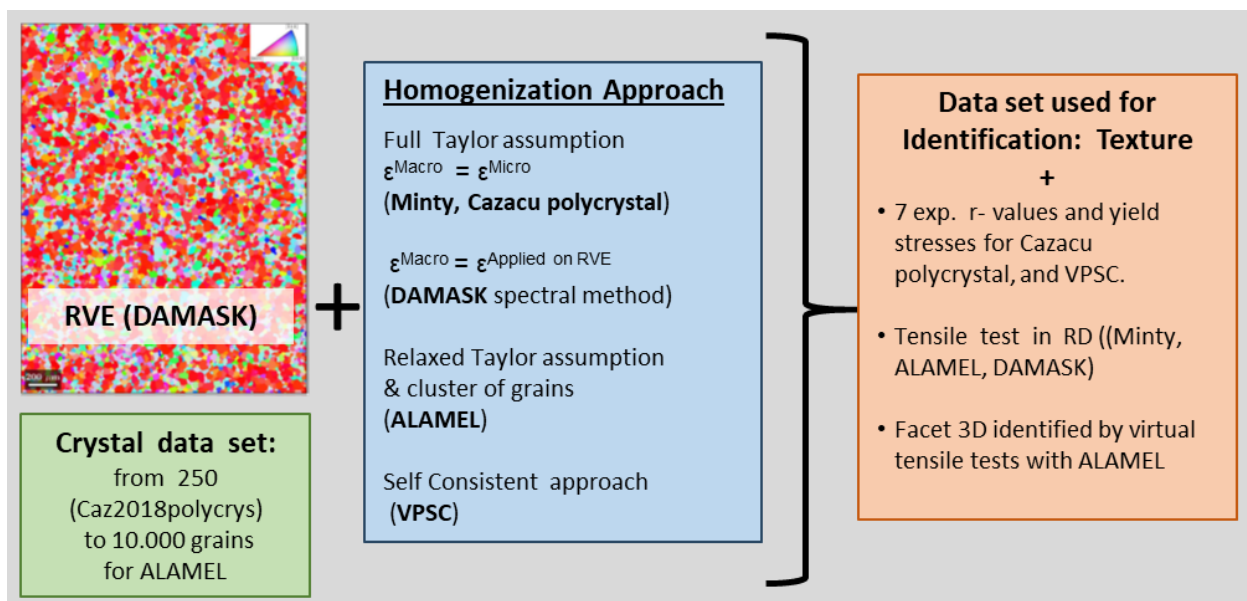 RVE (DAMASK)
200 µm
Crystal data set:
from 250
(Caz2018polycrys)
to 10.000 grains
for ALAMEL
+
Homogenization Approach
Full Taylor assumption
εMacro = εMicro
(Minty, Cazacu polycrystal)
εMacro = εApplied on RVE
(DAMASK spectral method)
Relaxed Taylor assumption
& cluster of grains
(ALAMEL)
Self Consistent approach
(VPSC)
Data set used for
Identification: Texture
+
• 7 exp. r- values and yield
stresses for Cazacu
polycrystal, and VPSC.
• Tensile test in RD ((Minty,
ALAMEL, DAMASK)
• Facet 3D identified by virtual
tensile tests with ALAMEL